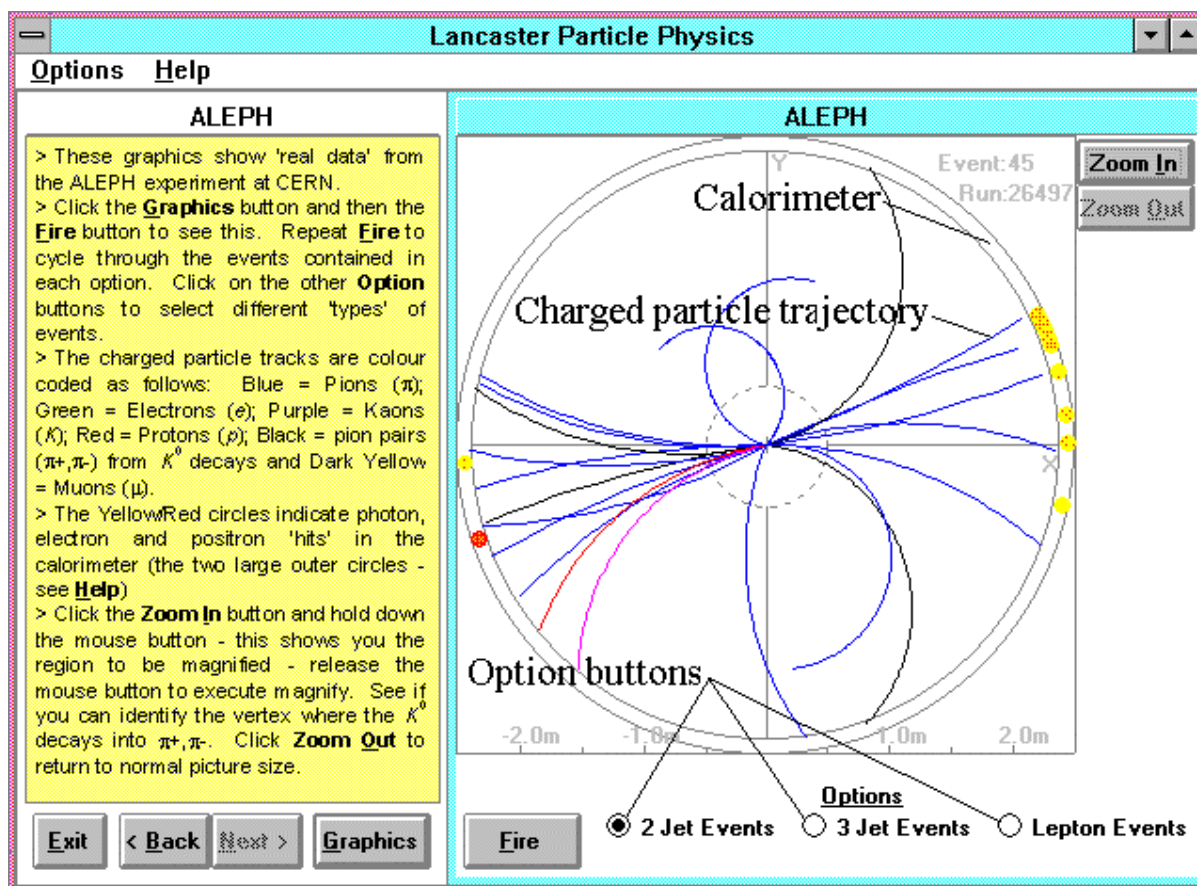 Lancaster Particle Physics
Options Help
ALEPH
> These graphics show 'real data' from
the ALEPH experiment at CERN.
> Click the Graphics button and then the
Fire button to see this. Repeat Fire to
cycle through the events contained in
each option. Click on the other Option
buttons to select different 'types' of
events.
> The charged particle tracks are colour
coded as follows: Blue = Pions (π);
Green = Electrons (e); Purple = Kaons
(K); Red = Protons (p); Black = pion pairs
(π+,π-) from K⁰ decays and Dark Yellow
= Muons (μ).
> The Yellow/Red circles indicate photon,
electron and positron 'hits' in the
calorimeter (the two large outer circles -
see Help)
> Click the Zoom In button and hold down
the mouse button - this shows you the
region to be magnified - release the
mouse button to execute magnify. See if
you can identify the vertex where the K⁰
decays into π+,π-. Click Zoom Out to
return to normal picture size.
Exit < Back Next > Graphics
ALEPH
Y
Event:45
Run:26497
Zoom In
Zoom Out
Calorimeter
Charged particle trajectory
X
Option buttons
-2.0m -1.0m 1.0m 2.0m
Options
Fire
2 Jet Events 3 Jet Events Lepton Events